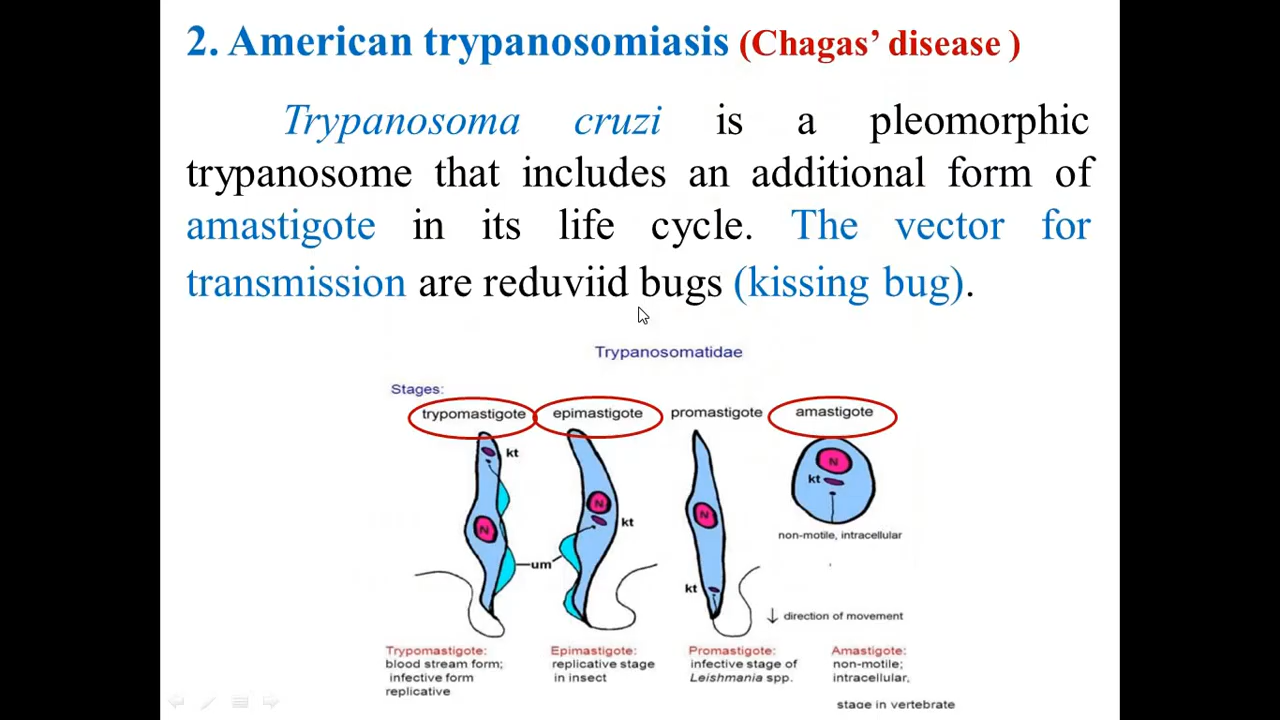 2. American trypanosomiasis (Chagas’ disease )
Trypanosoma cruzi is a pleomorphic
trypanosome that includes an additional form of
amastigote in its life cycle. The vector for
transmission are reduviid bugs (kissing bug).
Trypanosomatidae
Stages:
trypomastigote epimastigote promastigote amastigote
kt
N
um
N
kt
N
kt
N
kt
non-motile, intracellular
↓ direction of movement
Trypomastigote:
blood stream form;
infective form
replicative
Epimastigote:
replicative stage
in insect
Promastigote:
infective stage of
Leishmania spp.
Amastigote:
non-motile;
intracellular,
stage in vertebrate